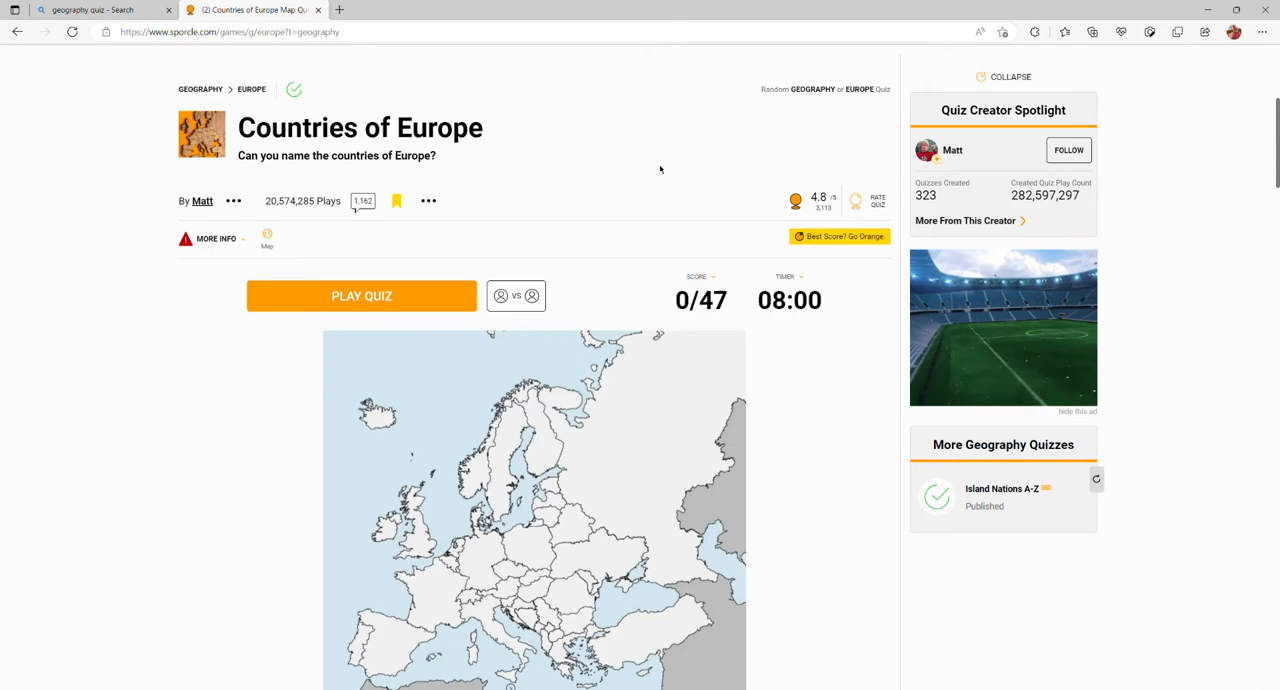 geography quiz - Search
(2) Countries of Europe Map Qu
https://www.sporcle.com/games/g/europe?t=geography
GEOGRAPHY > EUROPE
Random GEOGRAPHY or EUROPE Quiz
Countries of Europe
Can you name the countries of Europe?
By Matt ••• 20,574,285 Plays 1,162 •••
4.8 /5
3,113
RATE
QUIZ
MORE INFO
Map
Best Score? Go Orange.
PLAY QUIZ
VS
SCORE
0/47
TIMER
08:00
COLLAPSE
Quiz Creator Spotlight
Matt
FOLLOW
Quizzes Created
323
Created Quiz Play Count
282,597,297
More From This Creator
hide this ad
More Geography Quizzes
Island Nations A-Z
Published